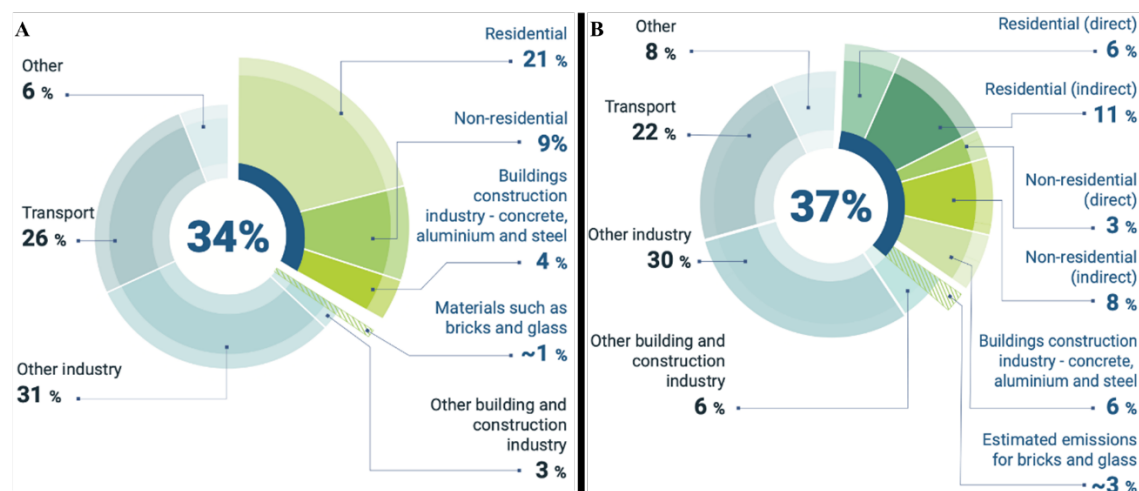 A
Residential
21 %
Other
6 %
Non-residential
9%
Buildings
construction
industry - concrete,
aluminium and steel
4 %
Transport
26 %
34%
Materials such as
bricks and glass
~1 %
Other industry
31 %
Other building and
construction
industry
3 %
B
Residential (direct)
6 %
Other
8 %
Residential (indirect)
11 %
Transport
22 %
Non-residential
(direct)
3 %
37%
Other industry
30 %
Non-residential
(indirect)
8 %
Other building and
construction
industry
6 %
Buildings construction
industry - concrete,
aluminium and steel
6 %
Estimated emissions
for bricks and glass
~3 %